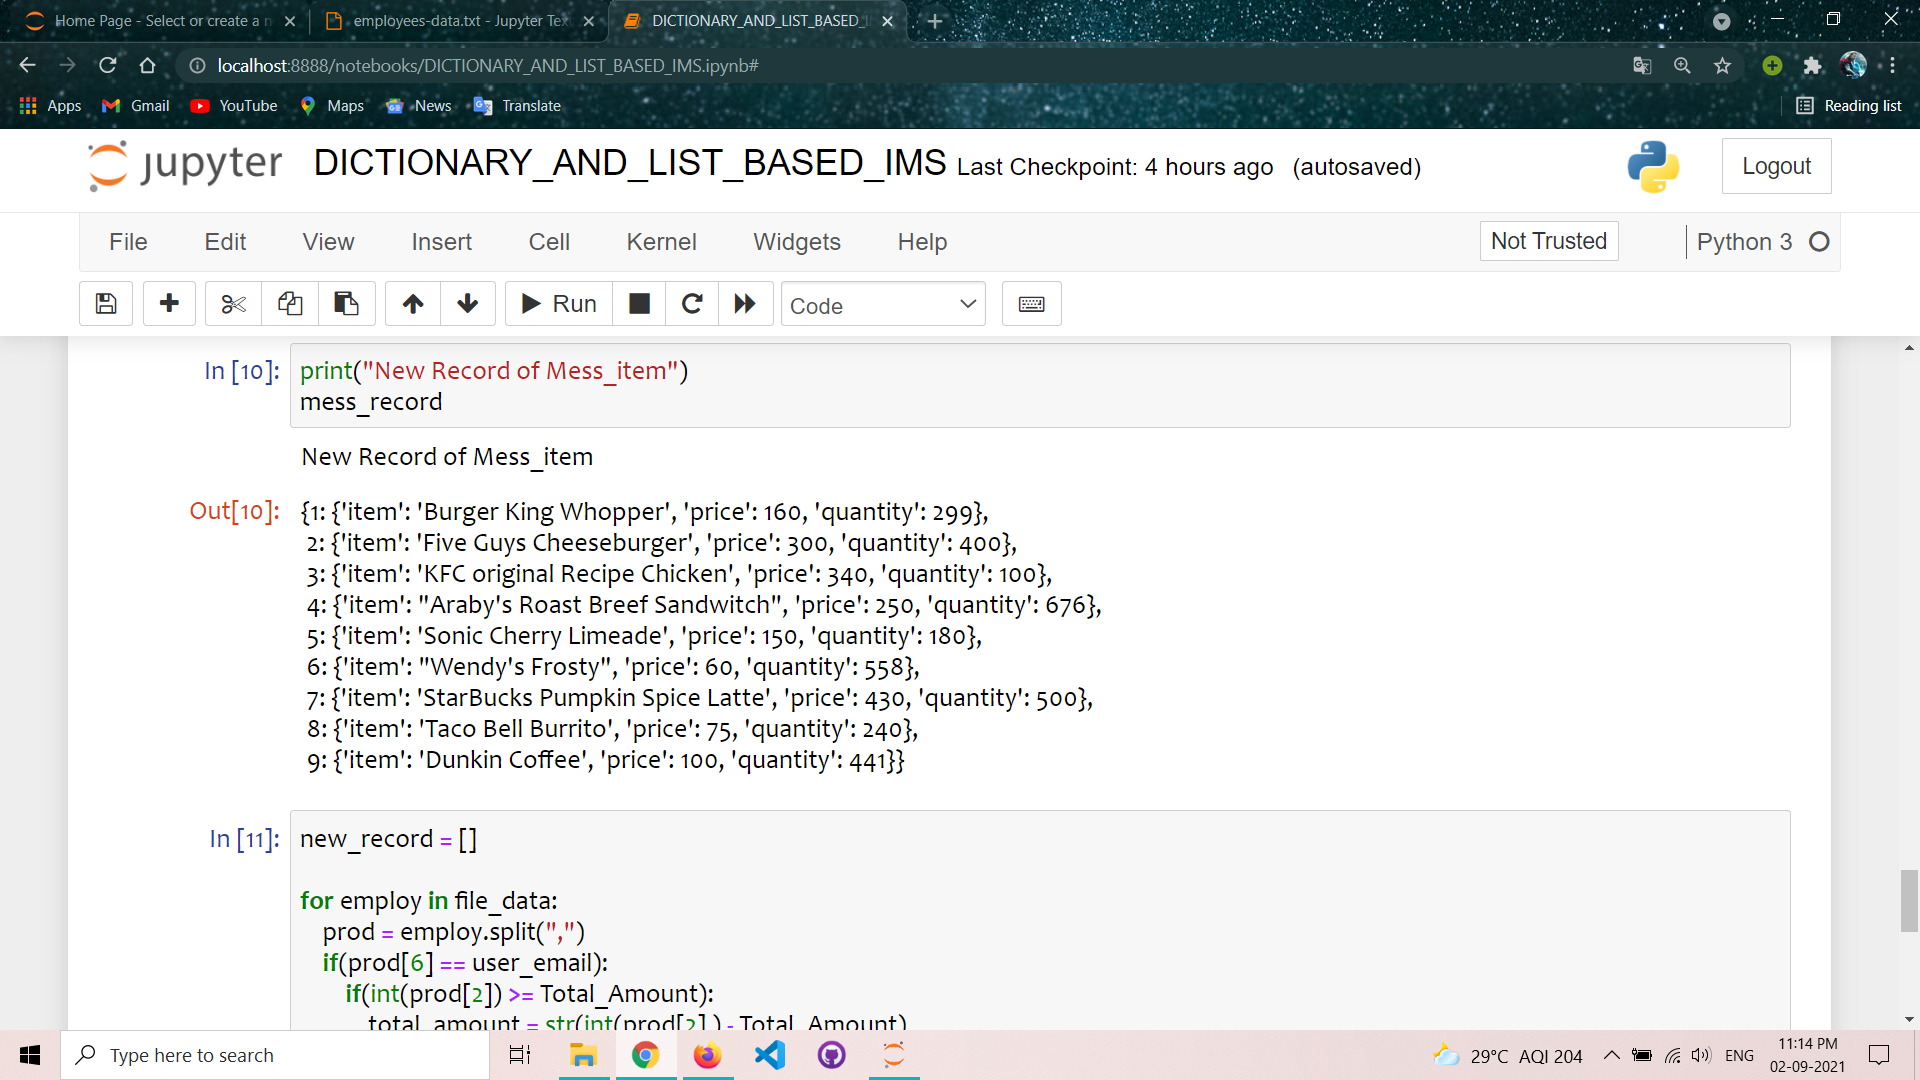 Home Page - Select or create a n
employees-data.txt - Jupyter Tex
DICTIONARY_AND_LIST_BASED_I
localhost:8888/notebooks/DICTIONARY_AND_LIST_BASED_IMS.ipynb#
Apps Gmail YouTube Maps News Translate Reading list
jupyter DICTIONARY_AND_LIST_BASED_IMS Last Checkpoint: 4 hours ago (autosaved) Logout
File Edit View Insert Cell Kernel Widgets Help Not Trusted Python 3
Run Code
In [10]: print("New Record of Mess_item")
mess_record
New Record of Mess_item
Out[10]: {1: {'item': 'Burger King Whopper', 'price': 160, 'quantity': 299},
2: {'item': 'Five Guys Cheeseburger', 'price': 300, 'quantity': 400},
3: {'item': 'KFC original Recipe Chicken', 'price': 340, 'quantity': 100},
4: {'item': "Araby's Roast Breef Sandwitch", 'price': 250, 'quantity': 676},
5: {'item': 'Sonic Cherry Limeade', 'price': 150, 'quantity': 180},
6: {'item': "Wendy's Frosty", 'price': 60, 'quantity': 558},
7: {'item': 'StarBucks Pumpkin Spice Latte', 'price': 430, 'quantity': 500},
8: {'item': 'Taco Bell Burrito', 'price': 75, 'quantity': 240},
9: {'item': 'Dunkin Coffee', 'price': 100, 'quantity': 441}}
In [11]: new_record = []
for employ in file_data:
prod = employ.split(",")
if(prod[6] == user_email):
if(int(prod[2]) >= Total_Amount):
total_amount = str(int(prod[2]) - Total_Amount)
Type here to search
29°C AQI 204
ENG
11:14 PM
02-09-2021